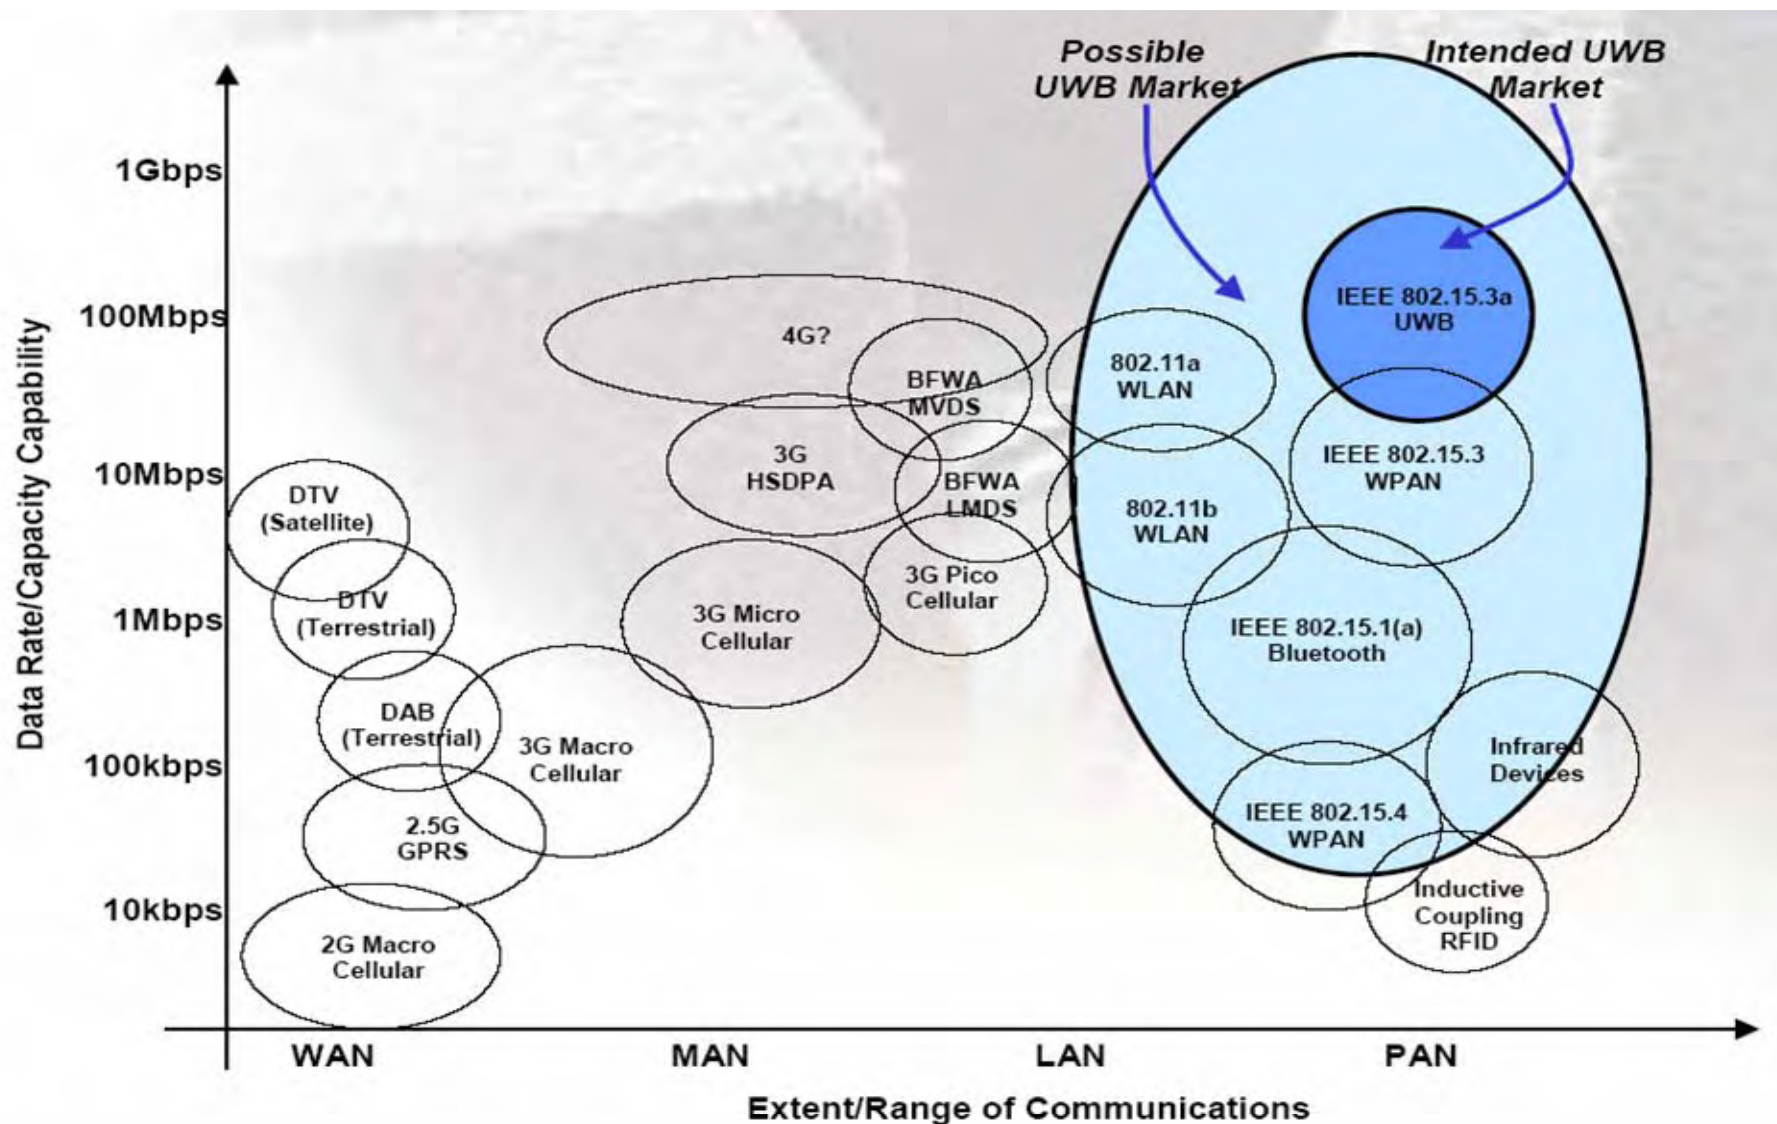 Possible
UWB Market
Intended UWB
Market
Data Rate/Capacity Capability
1Gbps
100Mbps
10Mbps
1Mbps
100kbps
10kbps
IEEE 802.15.3a
UWB
4G?
BFWA
MVDS
802.11a
WLAN
3G
HSDPA
BFWA
LMDS
IEEE 802.15.3
WPAN
DTV
(Satellite)
802.11b
WLAN
DTV
(Terrestrial)
3G Pico
Cellular
3G Micro
Cellular
IEEE 802.15.1(a)
Bluetooth
DAB
(Terrestrial)
3G Macro
Cellular
Infrared
Devices
2.5G
GPRS
IEEE 802.15.4
WPAN
Inductive
Coupling
RFID
2G Macro
Cellular
WAN
MAN
LAN
PAN
Extent/Range of Communications